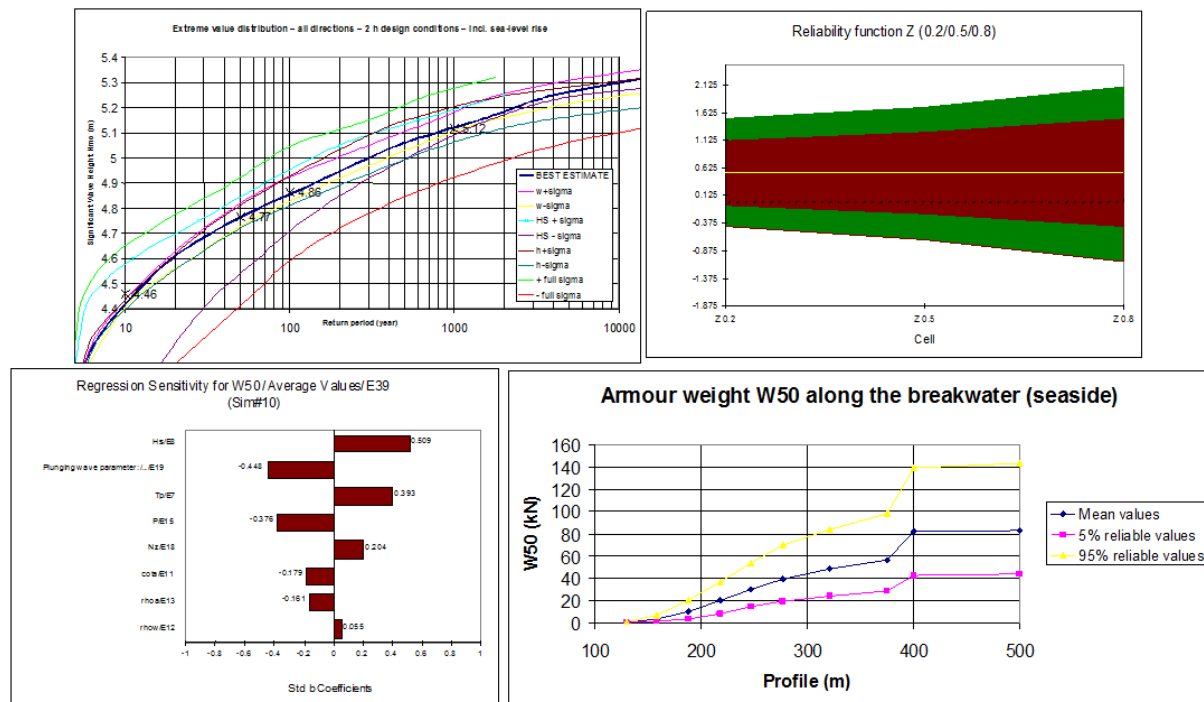 Extreme value distribution – all directions – 2 h design conditions – incl. sea-level rise
Significant Wave Height Hmo (m)
5.4
5.3
5.2
5.1
5
4.9
4.8
4.7
4.6
4.5
4.4
4.46
4.77
4.86
5.12
BEST ESTIMATE
w+sigma
w-sigma
HS + sigma
HS - sigma
h+sigma
h-sigma
+ full sigma
- full sigma
10
100
1000
10000
Return period (year)
Reliability function Z (0.2/0.5/0.8)
2.125
1.625
1.125
0.625
0.125
-0.375
-0.875
-1.375
-1.875
Z0.2
Z0.5
Z0.8
Cell
Regression Sensitivity for W50/Average Values/E39
(Sim#10)
Hs/E8
0.509
Plunging wave parameter:/../E19
-0.448
Tp/E7
0.393
P/E15
-0.376
Nz/E18
0.204
cota/E11
-0.179
rhoa/E13
-0.161
rhow/E12
0.055
-1
-0.8
-0.6
-0.4
-0.2
0
0.2
0.4
0.6
0.8
1
Std b Coefficients
Armour weight W50 along the breakwater (seaside)
W50 (kN)
160
140
120
100
80
60
40
20
0
100
200
300
400
500
Profile (m)
Mean values
5% reliable values
95% reliable values